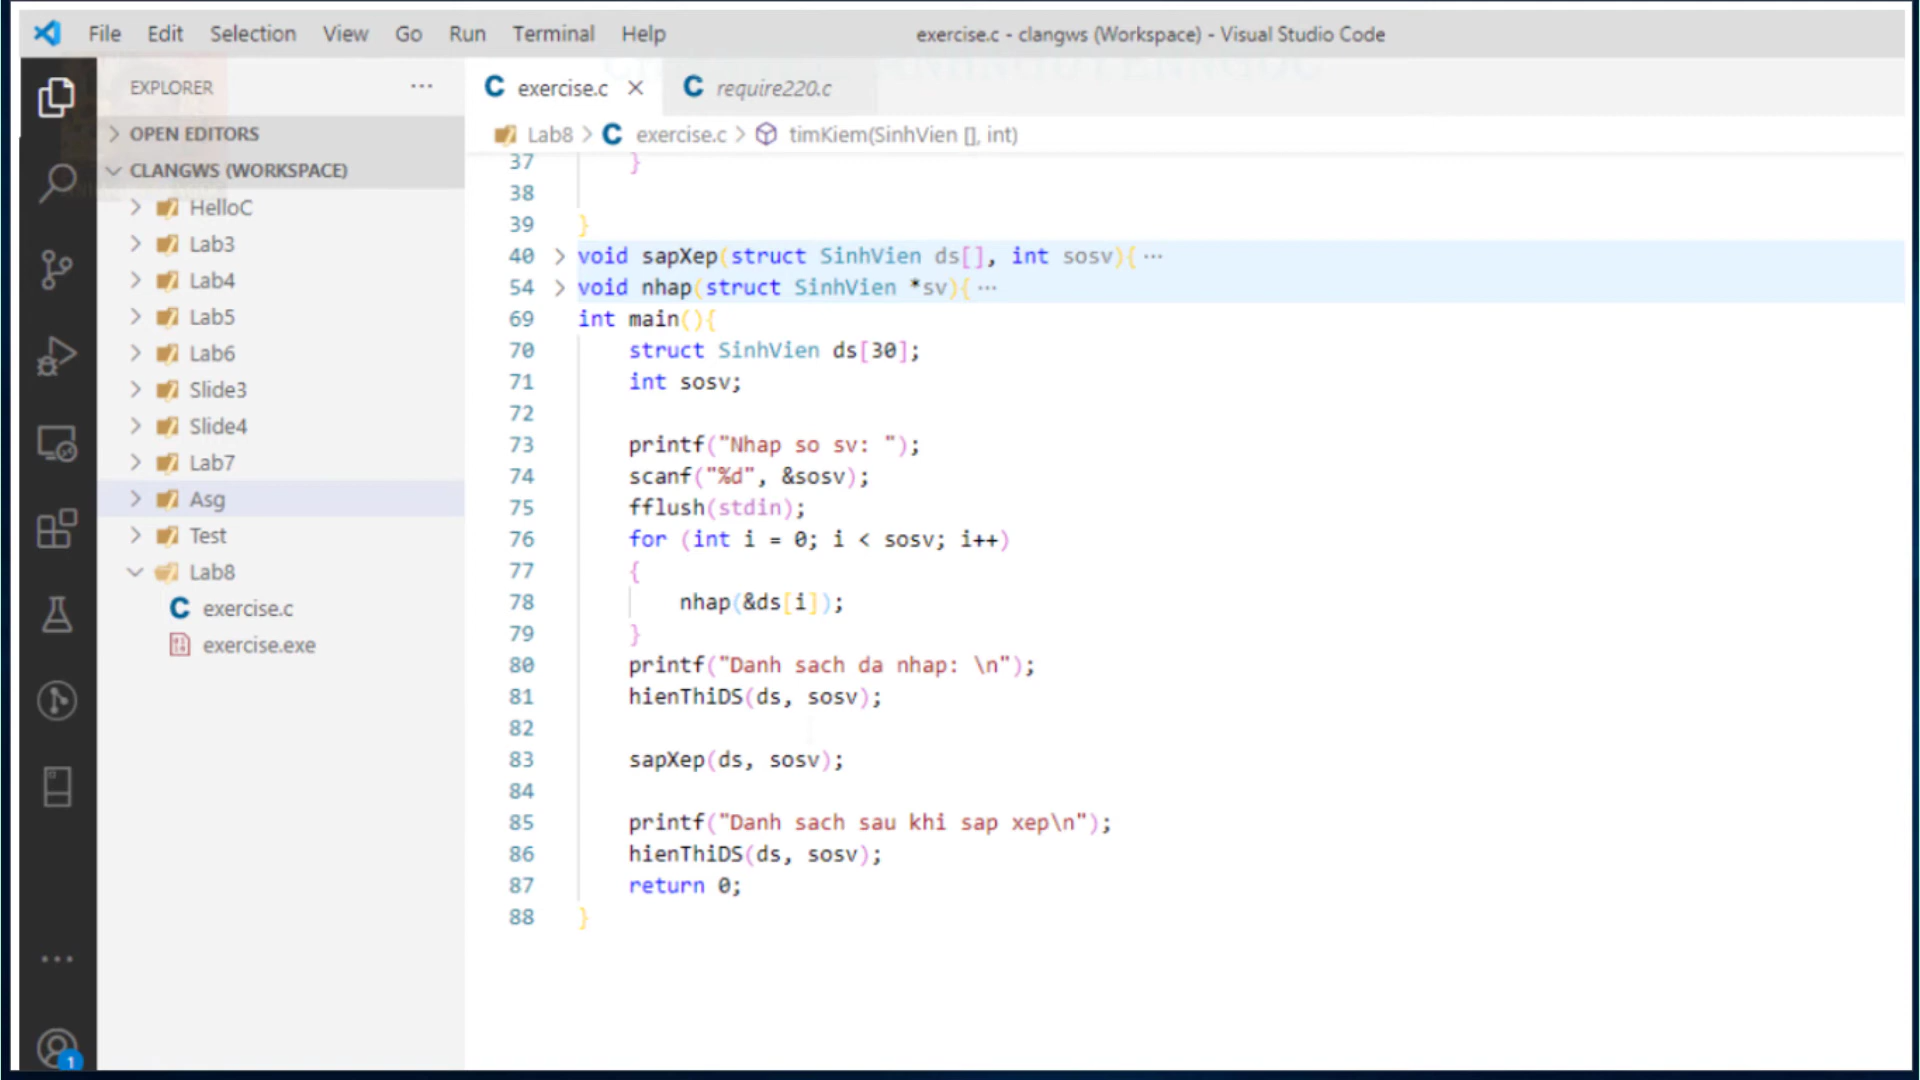 File Edit Selection View Go Run Terminal Help
exercise.c - clangws (Workspace) - Visual Studio Code
EXPLORER ···
OPEN EDITORS
CLANGWS (WORKSPACE)
HelloC
Lab3
Lab4
Lab5
Lab6
Slide3
Slide4
Lab7
Asg
Test
Lab8
exercise.c
exercise.exe
1
exercise.c
require220.c
Lab8 > exercise.c > timKiem(SinhVien [], int)
37 }
38
39 }
40 void sapXep(struct SinhVien ds[], int sosv){ ···
54 void nhap(struct SinhVien *sv){ ···
69 int main(){
70 struct SinhVien ds[30];
71 int sosv;
72
73 printf("Nhap so sv: ");
74 scanf("%d", &sosv);
75 fflush(stdin);
76 for (int i = 0; i < sosv; i++)
77 {
78 nhap(&ds[i]);
79 }
80 printf("Danh sach da nhap: \n");
81 hienThiDS(ds, sosv);
82
83 sapXep(ds, sosv);
84
85 printf("Danh sach sau khi sap xep\n");
86 hienThiDS(ds, sosv);
87 return 0;
88 }